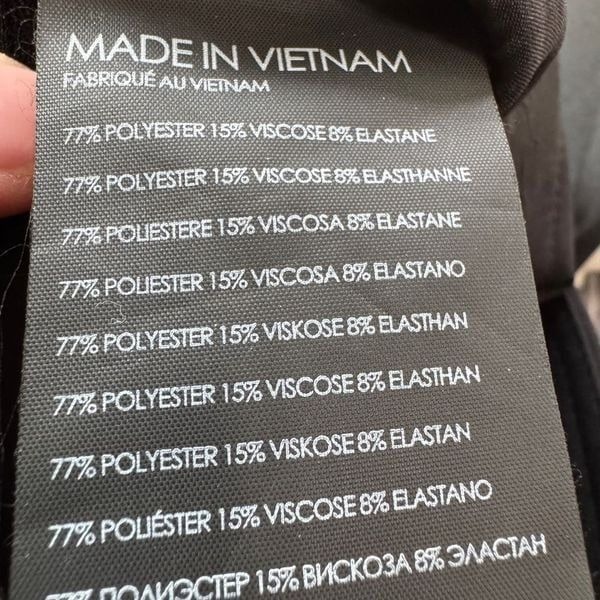 MADE IN VIETNAM
FABRIQUÉ AU VIETNAM
77% POLYESTER 15% VISCOSE 8% ELASTANE
77% POLYESTER 15% VISCOSE 8% ELASTHANNE
77% POLIESTERE 15% VISCOSA 8% ELASTANE
77% POLIESTER 15% VISCOSA 8% ELASTANO
77% POLYESTER 15% VISKOSE 8% ELASTHAN
77% POLYESTER 15% VISCOSE 8% ELASTHAN
77% POLYESTER 15% VISKOSE 8% ELASTAN
77% POLIÉSTER 15% VISCOSE 8% ELASTANO
77% ПОЛИЭСТЕР 15% ВИСКОЗА 8% ЭЛАСТАН